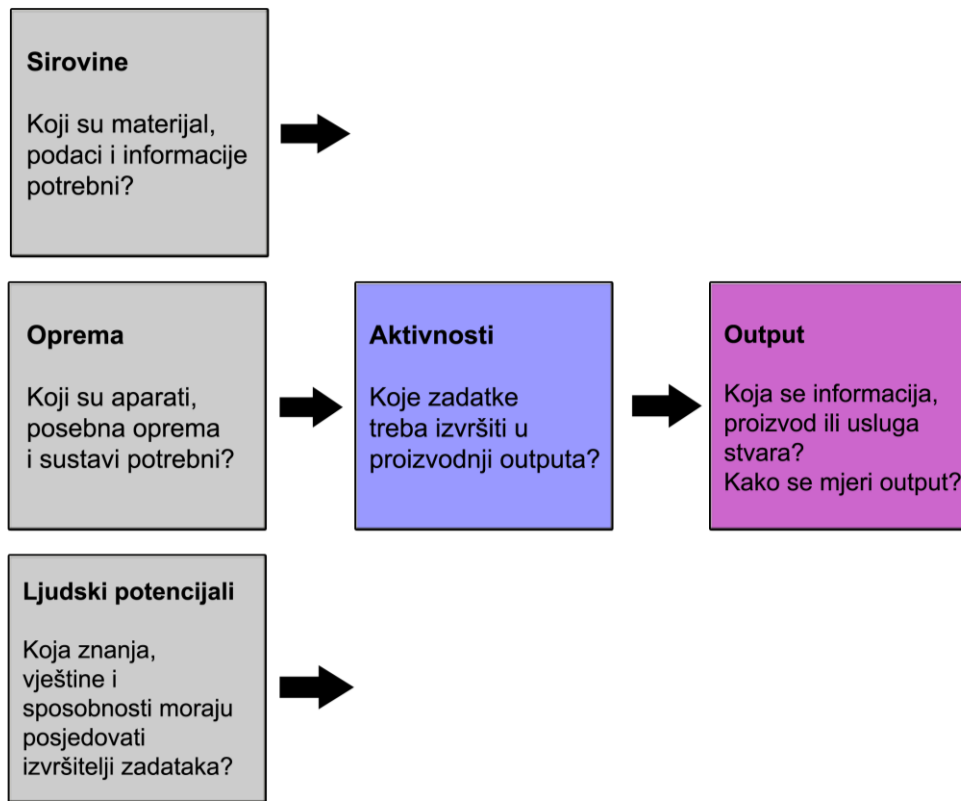 Sirovine
Koji su materijal,
podaci i informacije
potrebni?
Oprema
Koji su aparati,
posebna oprema
i sustavi potrebni?
Aktivnosti
Koje zadatke
treba izvršiti u
proizvodnji outputa?
Output
Koja se informacija,
proizvod ili usluga
stvara?
Kako se mjeri output?
Ljudski potencijali
Koja znanja,
vještine i
sposobnosti moraju
posjedovati
izvršitelji zadataka?